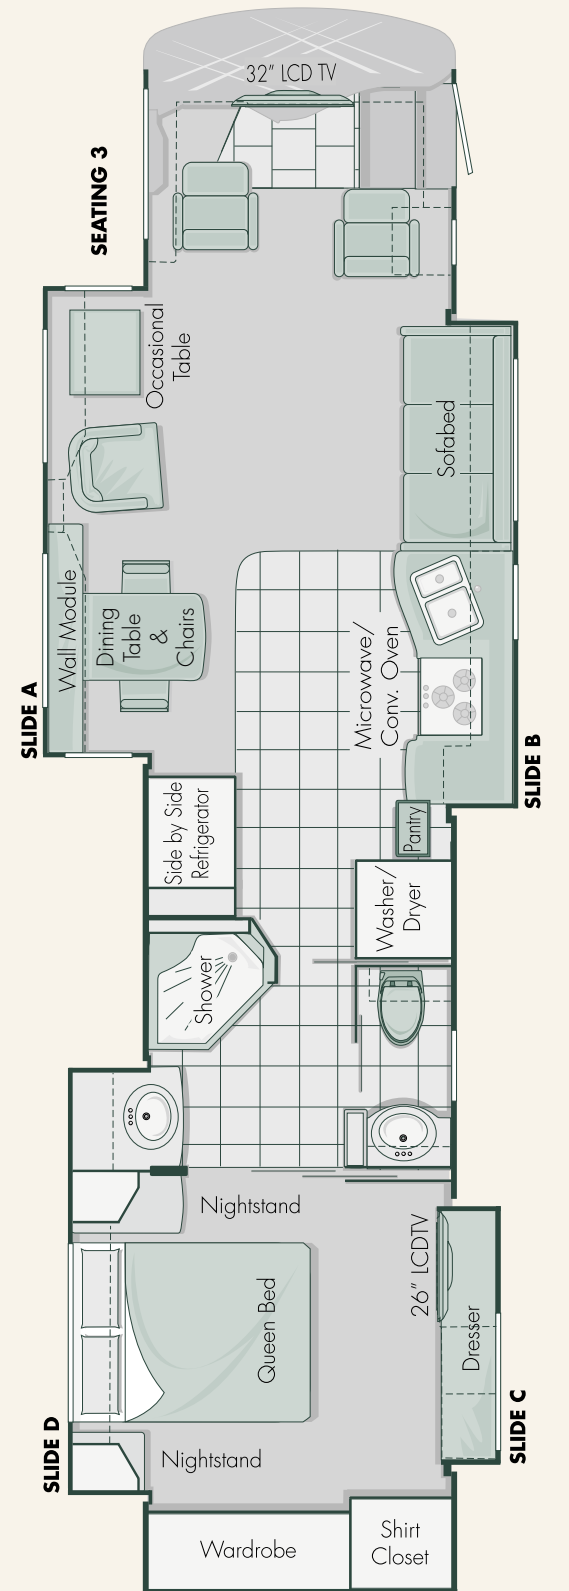 32” LCD TV
SEATING 3
Occasional
Table
Sofabed
Wall Module
Dining
Table
&
Chairs
Microwave/
Conv. Oven
SLIDE A
SLIDE B
Side by Side
Refrigerator
Pantry
Washer/
Dryer
Shower
Nightstand
26” LCDTV
Queen Bed
Dresser
SLIDE D
SLIDE C
Nightstand
Wardrobe
Shirt
Closet